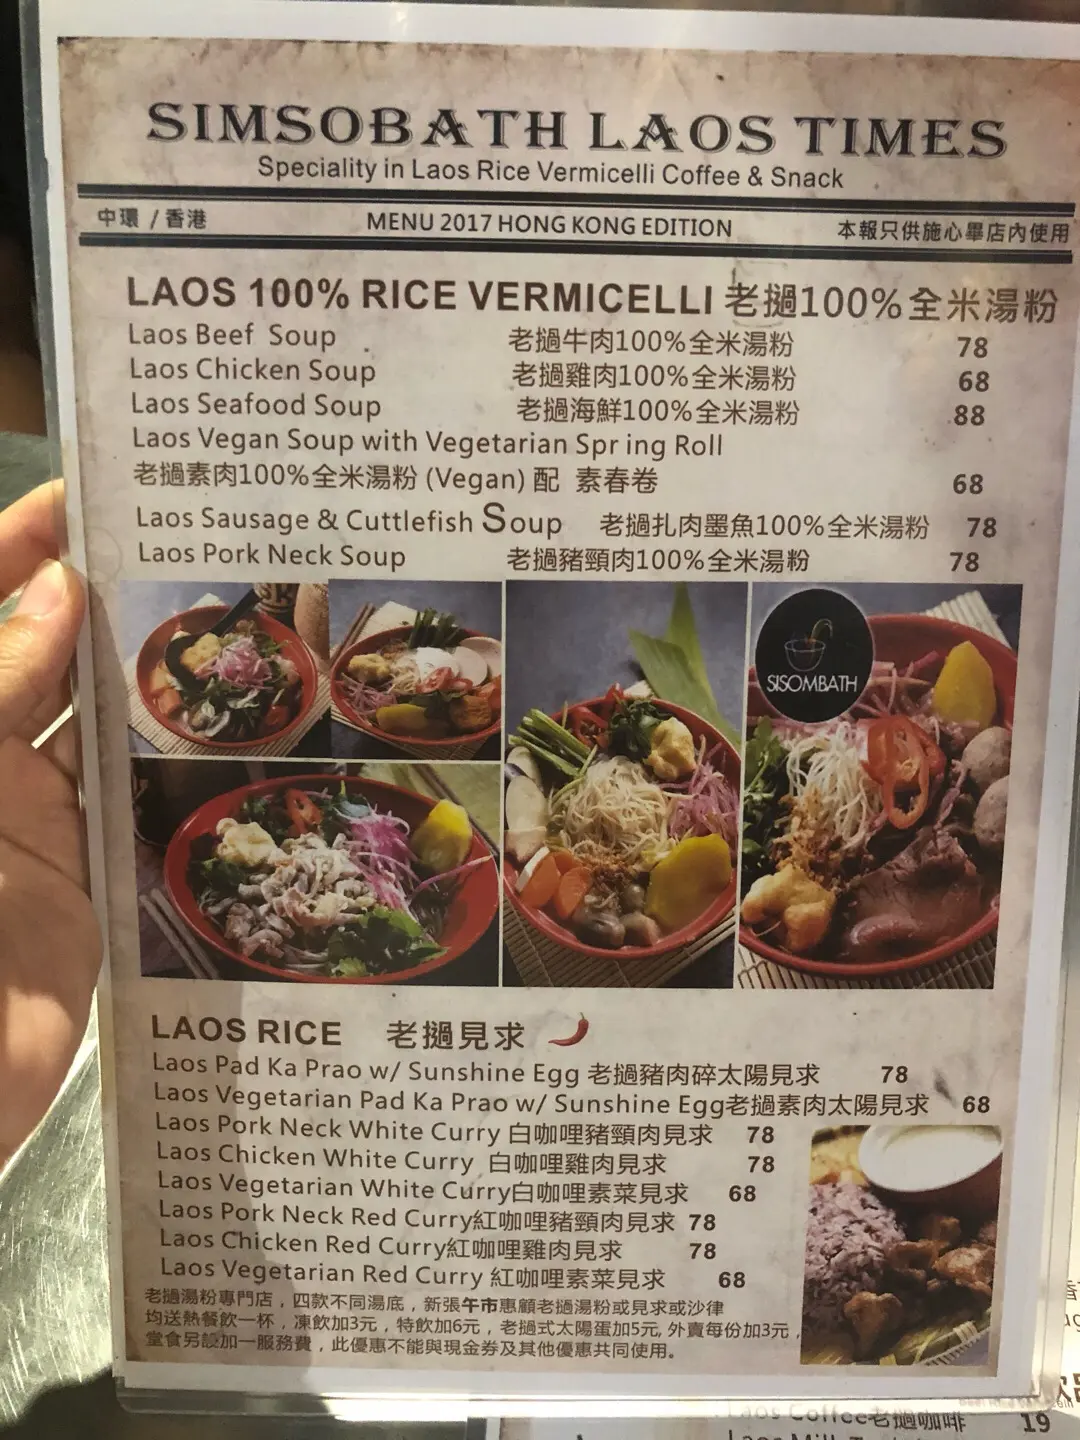 SIMSOBATH LAOS TIMES
Speciality in Laos Rice Vermicelli Coffee & Snack
中環 / 香港 MENU 2017 HONG KONG EDITION 本報只供施心畢店內使用
LAOS 100% RICE VERMICELLI 老撾100%全米湯粉
Laos Beef Soup 老撾牛肉100%全米湯粉 78
Laos Chicken Soup 老撾雞肉100%全米湯粉 68
Laos Seafood Soup 老撾海鮮100%全米湯粉 88
Laos Vegan Soup with Vegetarian Spr ing Roll
老撾素肉100%全米湯粉 (Vegan) 配 素春卷 68
Laos Sausage & Cuttlefish Soup 老撾扎肉墨魚100%全米湯粉 78
Laos Pork Neck Soup 老撾豬頸肉100%全米湯粉 78
SISOMBATH
LAOS RICE 老撾見求
Laos Pad Ka Prao w/ Sunshine Egg 老撾豬肉碎太陽見求 78
Laos Vegetarian Pad Ka Prao w/ Sunshine Egg老撾素肉太陽見求 68
Laos Pork Neck White Curry 白咖哩豬頸肉見求 78
Laos Chicken White Curry 白咖哩雞肉見求 78
Laos Vegetarian White Curry白咖哩素菜見求 68
Laos Pork Neck Red Curry紅咖哩豬頸肉見求 78
Laos Chicken Red Curry紅咖哩雞肉見求 78
Laos Vegetarian Red Curry 紅咖哩素菜見求 68
老撾湯粉專門店，四款不同湯底，新張午市惠顧老撾湯粉或見求或沙律
均送熱餐飲一杯，凍飲加3元，特飲加6元，老撾式太陽蛋加5元, 外賣每份加3元，
堂食另設加一服務費，此優惠不能與現金券及其他優惠共同使用。
Laos Coffee老撾咖啡 19